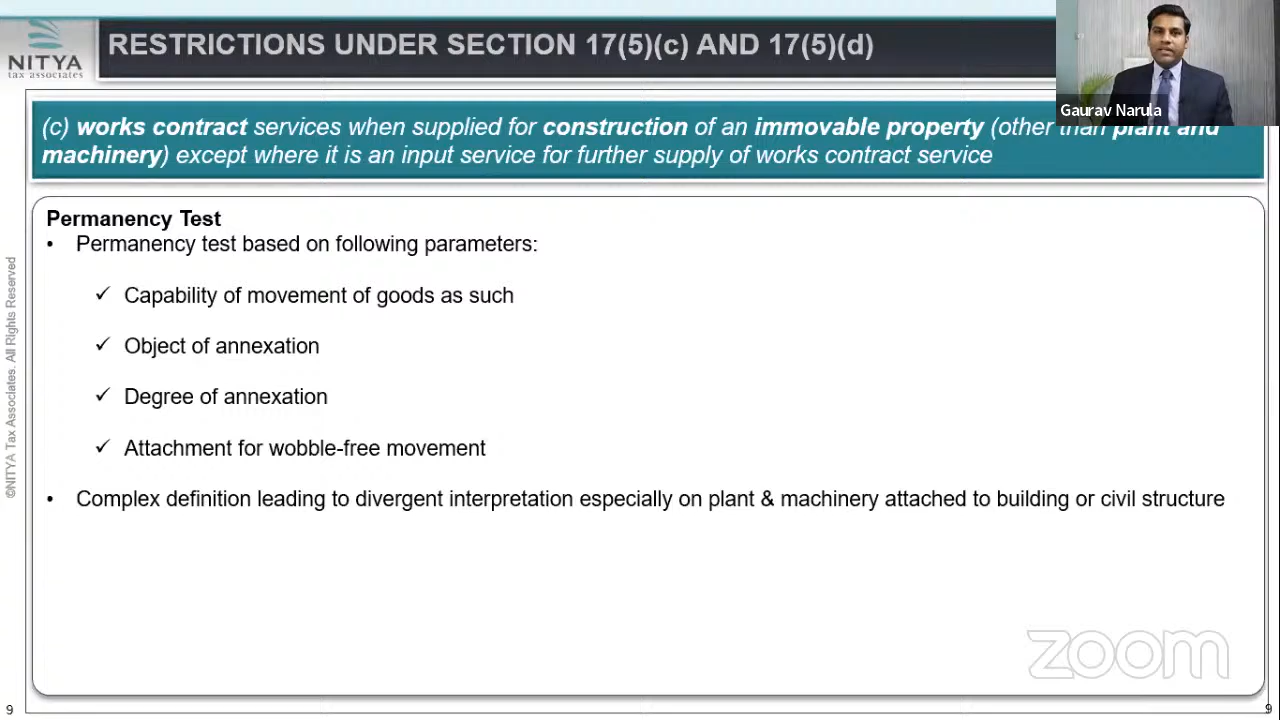 NITYA
tax associates
RESTRICTIONS UNDER SECTION 17(5)(c) AND 17(5)(d)
Gaurav Narula
(c) works contract services when supplied for construction of an immovable property (other than plant and
machinery) except where it is an input service for further supply of works contract service
Permanency Test
• Permanency test based on following parameters:
✓ Capability of movement of goods as such
✓ Object of annexation
✓ Degree of annexation
✓ Attachment for wobble-free movement
• Complex definition leading to divergent interpretation especially on plant & machinery attached to building or civil structure
©NITYA Tax Associates. All Rights Reserved
zoom
9
9